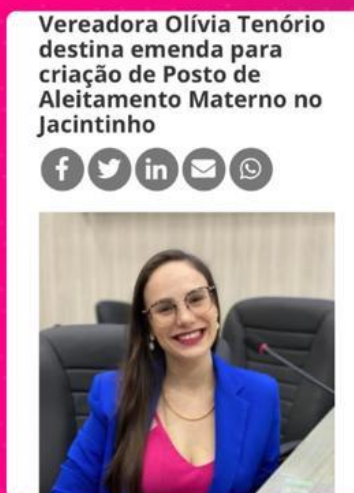 Vereadora Olívia Tenório
destina emenda para
criação de Posto de
Aleitamento Materno no
Jacintinho